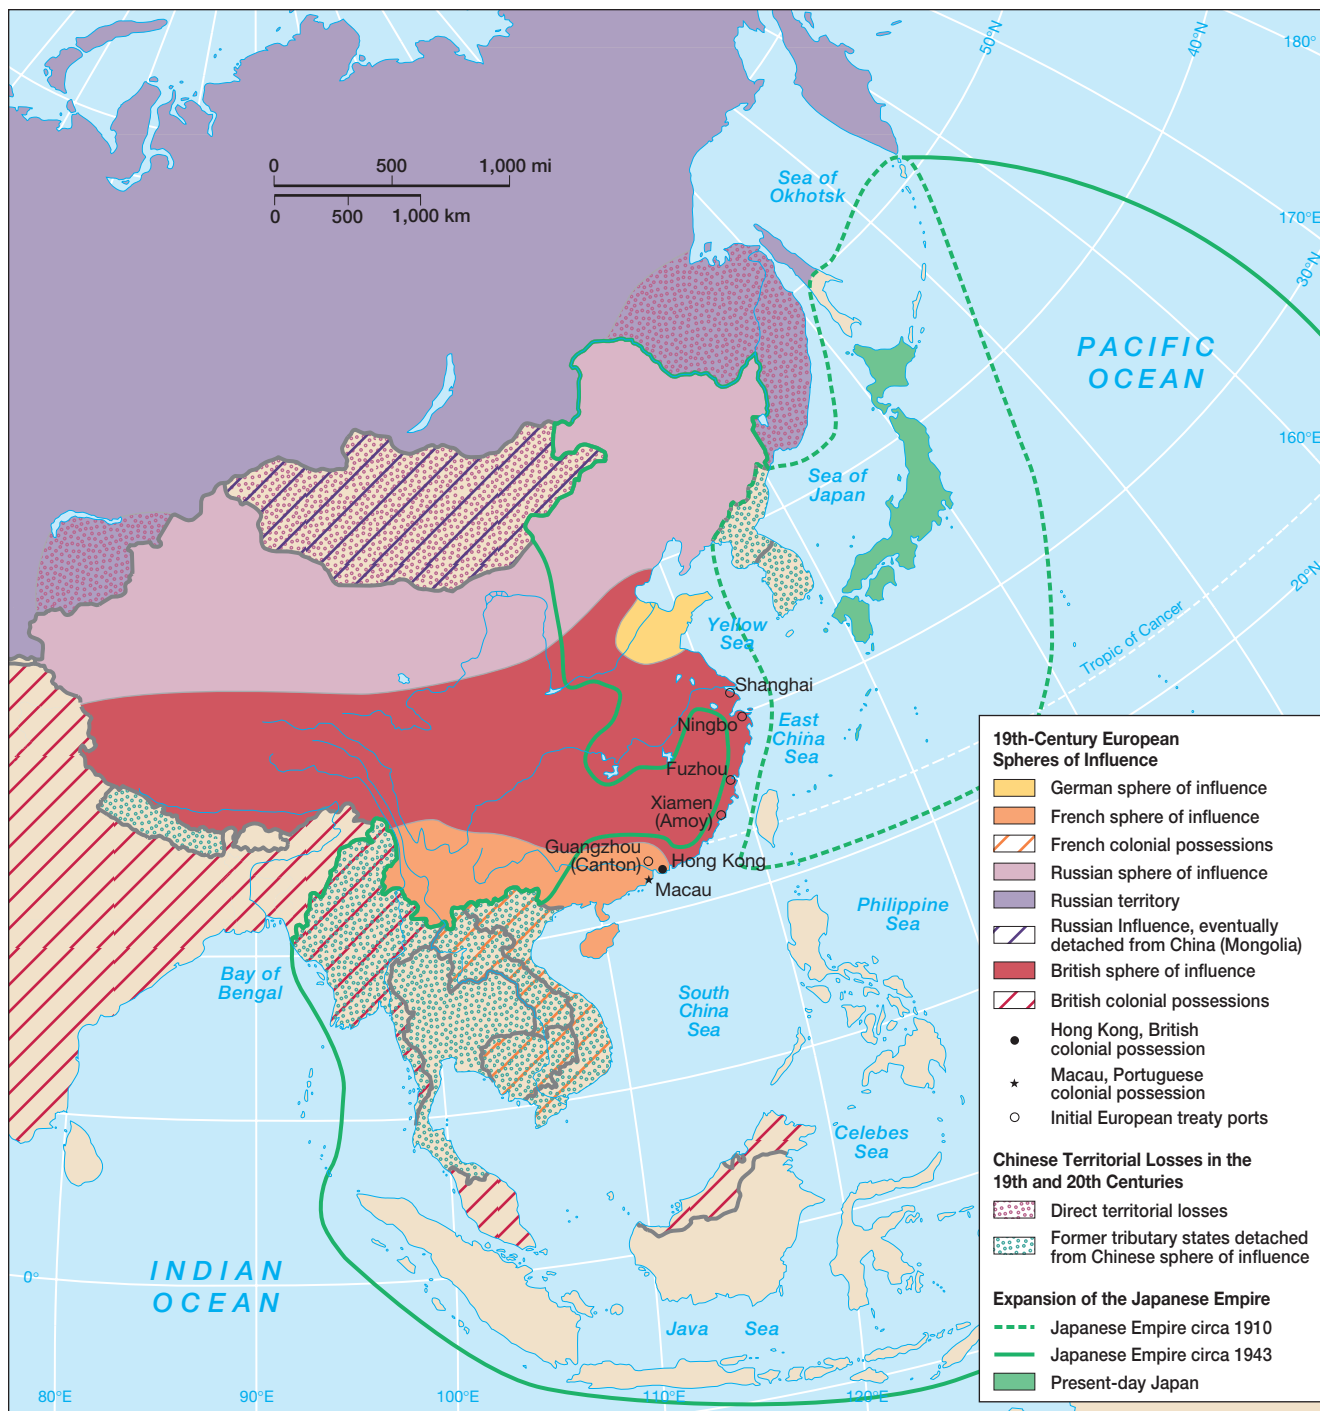 50°N
40°N
180°
0
500
1,000 mi
0
500
1,000 km
Sea of
Okhotsk
170°E
30°N
PACIFIC
OCEAN
160°E
Sea of
Japan
20°N
Tropic of Cancer
Yellow
Sea
Shanghai
Ningbo
East
China
Sea
Fuzhou
Xiamen
(Amoy)
Guangzhou
(Canton)
Hong Kong
Macau
Philippine
Sea
Bay of
Bengal
South
China
Sea
Celebes
Sea
0°
INDIAN
OCEAN
Java Sea
80°E
90°E
100°E
110°E
120°E
19th-Century European
Spheres of Influence
German sphere of influence
French sphere of influence
French colonial possessions
Russian sphere of influence
Russian territory
Russian Influence, eventually
detached from China (Mongolia)
British sphere of influence
British colonial possessions
Hong Kong, British
colonial possession
Macau, Portuguese
colonial possession
Initial European treaty ports
Chinese Territorial Losses in the
19th and 20th Centuries
Direct territorial losses
Former tributary states detached
from Chinese sphere of influence
Expansion of the Japanese Empire
Japanese Empire circa 1910
Japanese Empire circa 1943
Present-day Japan